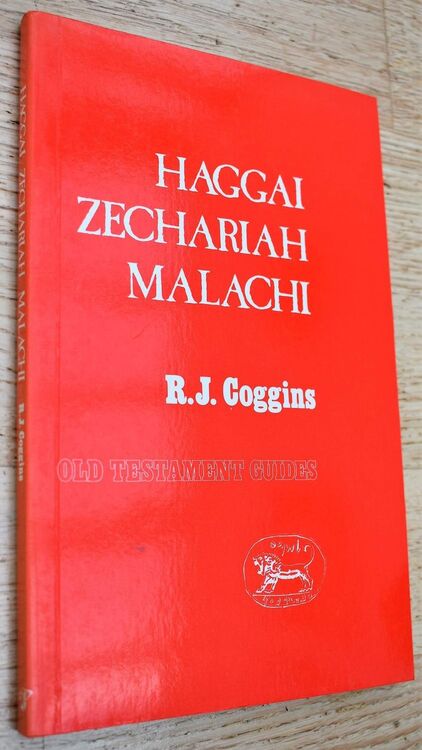 HAGGAI
ZECHARIAH
MALACHI
R.J. Coggins
OLD TESTAMENT GUIDES
HAGGAI ZECHARIAH MALACHI R.J. Coggins